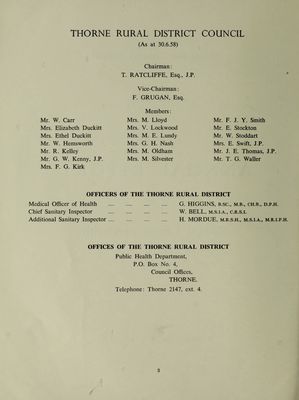 THORNE RURAL DISTRICT COUNCIL
(As at 30.6.58)
Chairman:
T. RATCLIFFE, Esq., J.P.
Vice-Chairman:
F. GRUGAN, Esq.
Members:
Mr. W. Carr
Mrs. Elizabeth Duckitt
Mrs. Ethel Duckitt
Mr. W. Hemsworth
Mr. R. Kelley
Mr. G. W. Kenny, J.P.
Mrs. F. G. Kirk
Mrs. M. Lloyd
Mrs. V. Lockwood
Mrs. M. E. Lundy
Mrs. G. H. Nash
Mrs. M. Oldham
Mrs. M. Silvester
Mr. F. J. Y. Smith
Mr. E. Stockton
Mr. W. Stoddart
Mrs. E. Swift, J.P.
Mr. J. E. Thomas, J.P.
Mr. T. G. Waller
OFFICERS OF THE THORNE RURAL DISTRICT
Medical Officer of Health ... ... ... ... G. HIGGINS, B.SC., M.B., CH.B., D.P.H.
Chief Sanitary Inspector ... ... ... ... W. BELL, M.S.I.A., C.R.S.I.
Additional Sanitary Inspector ... ... ... ... H. MORDUE, M.R.S.H., M.S.I.A., M.R.I.P.H.
OFFICES OF THE THORNE RURAL DISTRICT
Public Health Department,
P.O. Box No. 4,
Council Offices,
THORNE.
Telephone: Thorne 2147, ext. 4.